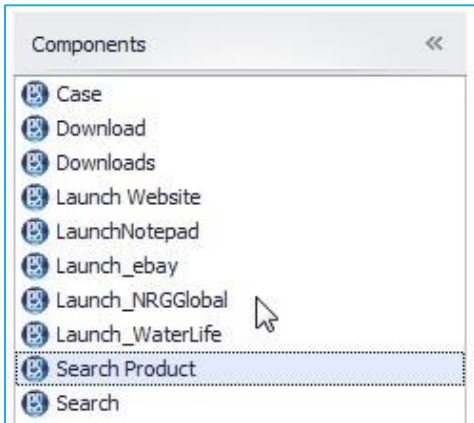 Components
Case
Download
Downloads
Launch Website
LaunchNotepad
Launch_ebay
Launch_NRGGlobal
Launch_WaterLife
Search Product
Search